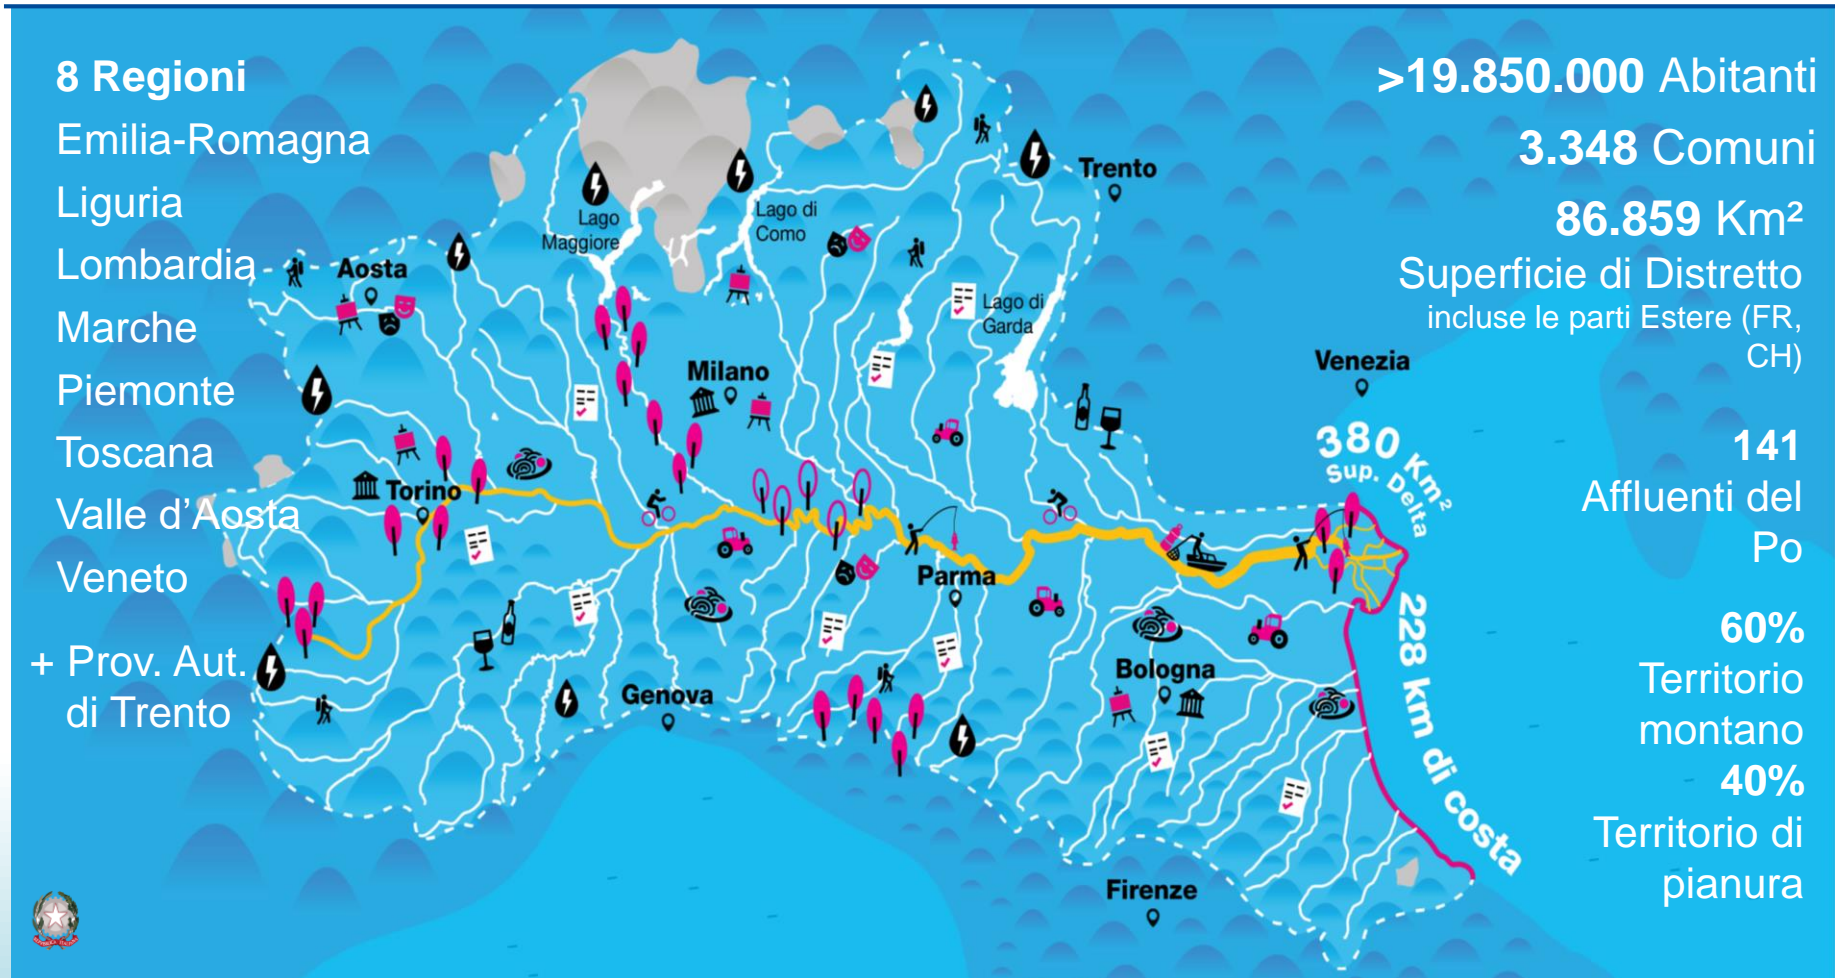 8 Regioni
Emilia-Romagna
Liguria
Lombardia
Marche
Piemonte
Toscana
Valle d'Aosta
Veneto
+ Prov. Aut.
di Trento
>19.850.000 Abitanti
3.348 Comuni
86.859 Km²
Superficie di Distretto
incluse le parti Estere (FR,
CH)
141
Affluenti del
Po
60%
Territorio
montano
40%
Territorio di
pianura
Trento
Lago
Maggiore
Lago di
Como
Aosta
Lago di
Garda
Milano
Venezia
380 Km²
Sup. Delta
Torino
Parma
228 km di costa
Bologna
Genova
Firenze